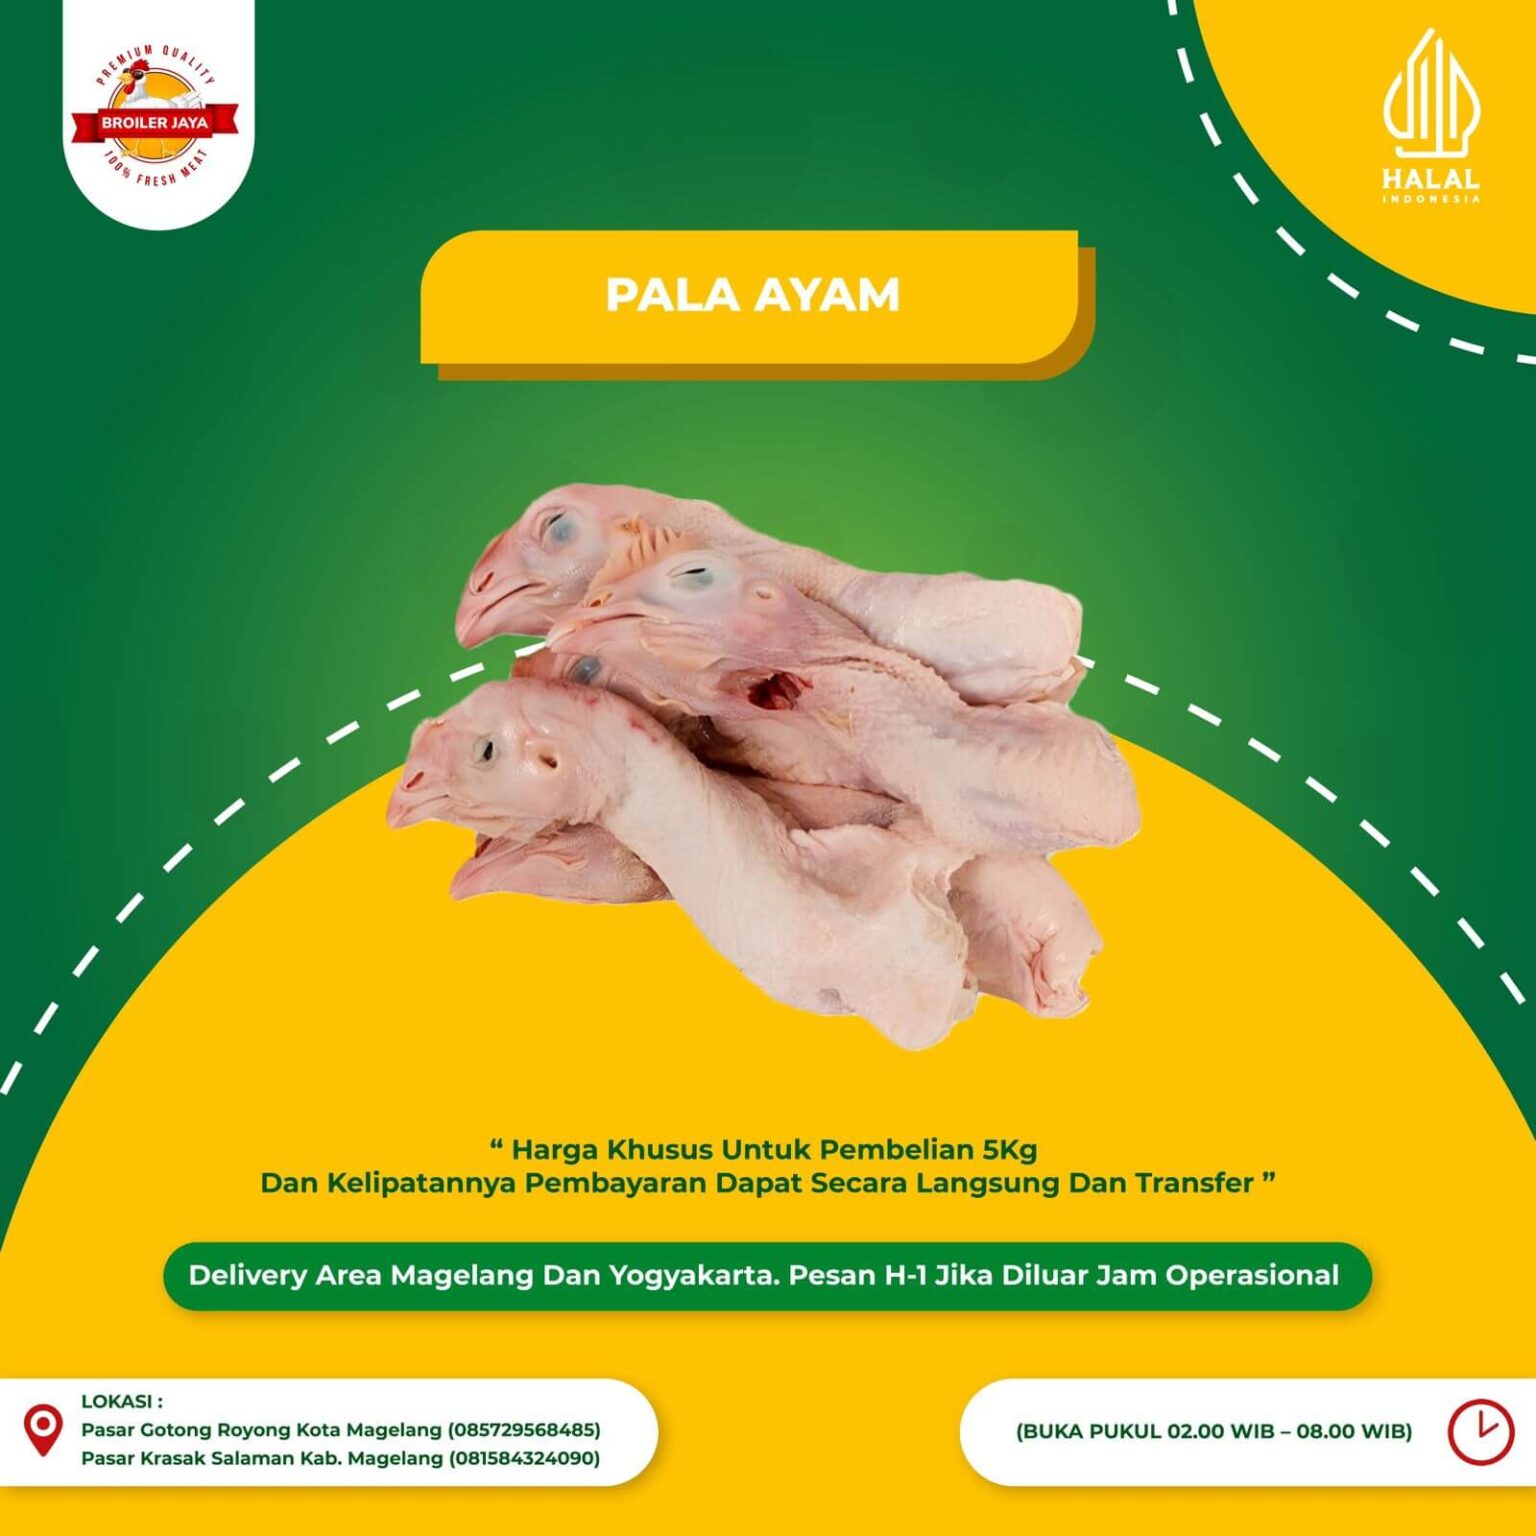 PREMIUM QUALITY
BROILER JAYA
100% FRESH MEAT
HALAL
INDONESIA
PALA AYAM
“ Harga Khusus Untuk Pembelian 5Kg
Dan Kelipatannya Pembayaran Dapat Secara Langsung Dan Transfer ”
Delivery Area Magelang Dan Yogyakarta. Pesan H-1 Jika Diluar Jam Operasional
LOKASI :
Pasar Gotong Royong Kota Magelang (085729568485)
Pasar Krasak Salaman Kab. Magelang (081584324090)
(BUKA PUKUL 02.00 WIB – 08.00 WIB)